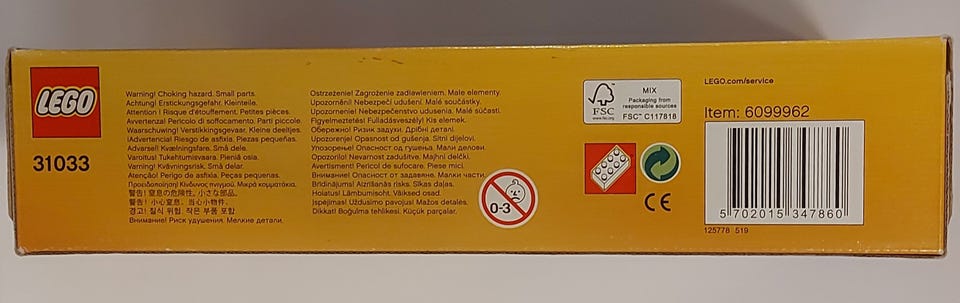 LEGO
31033
Warning! Choking hazard. Small parts.
Achtung! Erstickungsgefahr. Kleinteile.
Attention ! Risque d'étouffement. Petites pièces.
¡Avvertenza! Pericolo di soffocamento. Parti piccole.
Waarschuwing! Verstikkingsgevaar. Kleine deeltjes.
¡Advertencia! Riesgo de asfixia. Piezas pequeñas.
Advarsel! Kvælningsfare. Små dele.
Varoitus! Tukehtumisvaara. Pieniä osia.
Varning! Kvävningsrisk. Små delar.
Atenção! Perigo de asfixia. Peças pequenas.
Προειδοποίηση! Κίνδυνος πνιγμού. Μικρά κομματάκια.
警告! 窒息の危険性。小さな部品。
警告! 小心窒息。当心小物件。
경고! 질식 위험. 작은 부품 포함
Внимание! Риск удушения. Мелкие детали.
Ostrzeżenie! Zagrożenie zadławieniem. Małe elementy.
Upozornění! Nebezpečí udušení. Malé součástky.
Upozornenie! Nebezpečenstvo udusenia. Malé súčasti.
Figyelmeztetés! Fulladásveszély! Kis elemek.
Обережно! Ризик задухи. Дрібні деталі.
Upozorenje! Opasnost od gušenja. Sitni dijelovi.
Упозорење! Опасност од гушења. Мали делови.
Opozorilo! Nevarnost zadušitve. Majhni delčki.
Avertisment! Pericol de sufocare. Piese mici.
Внимание! Опасност от задавяне. Малки части.
Brīdinājums! Aizrīšanās risks. Sīkas daļas.
Hoiatus! Lämbumisoht. Väiksed osad.
Įspėjimas! Uždusimo pavojus! Mažos detalės.
Dikkat! Boğulma tehlikesi. Küçük parçalar.
0-3
FSC
www.fsc.org
MIX
Packaging from
responsible sources
FSC™ C117818
CE
LEGO.com/service
Item: 6099962
5 702015 347860
125778 519